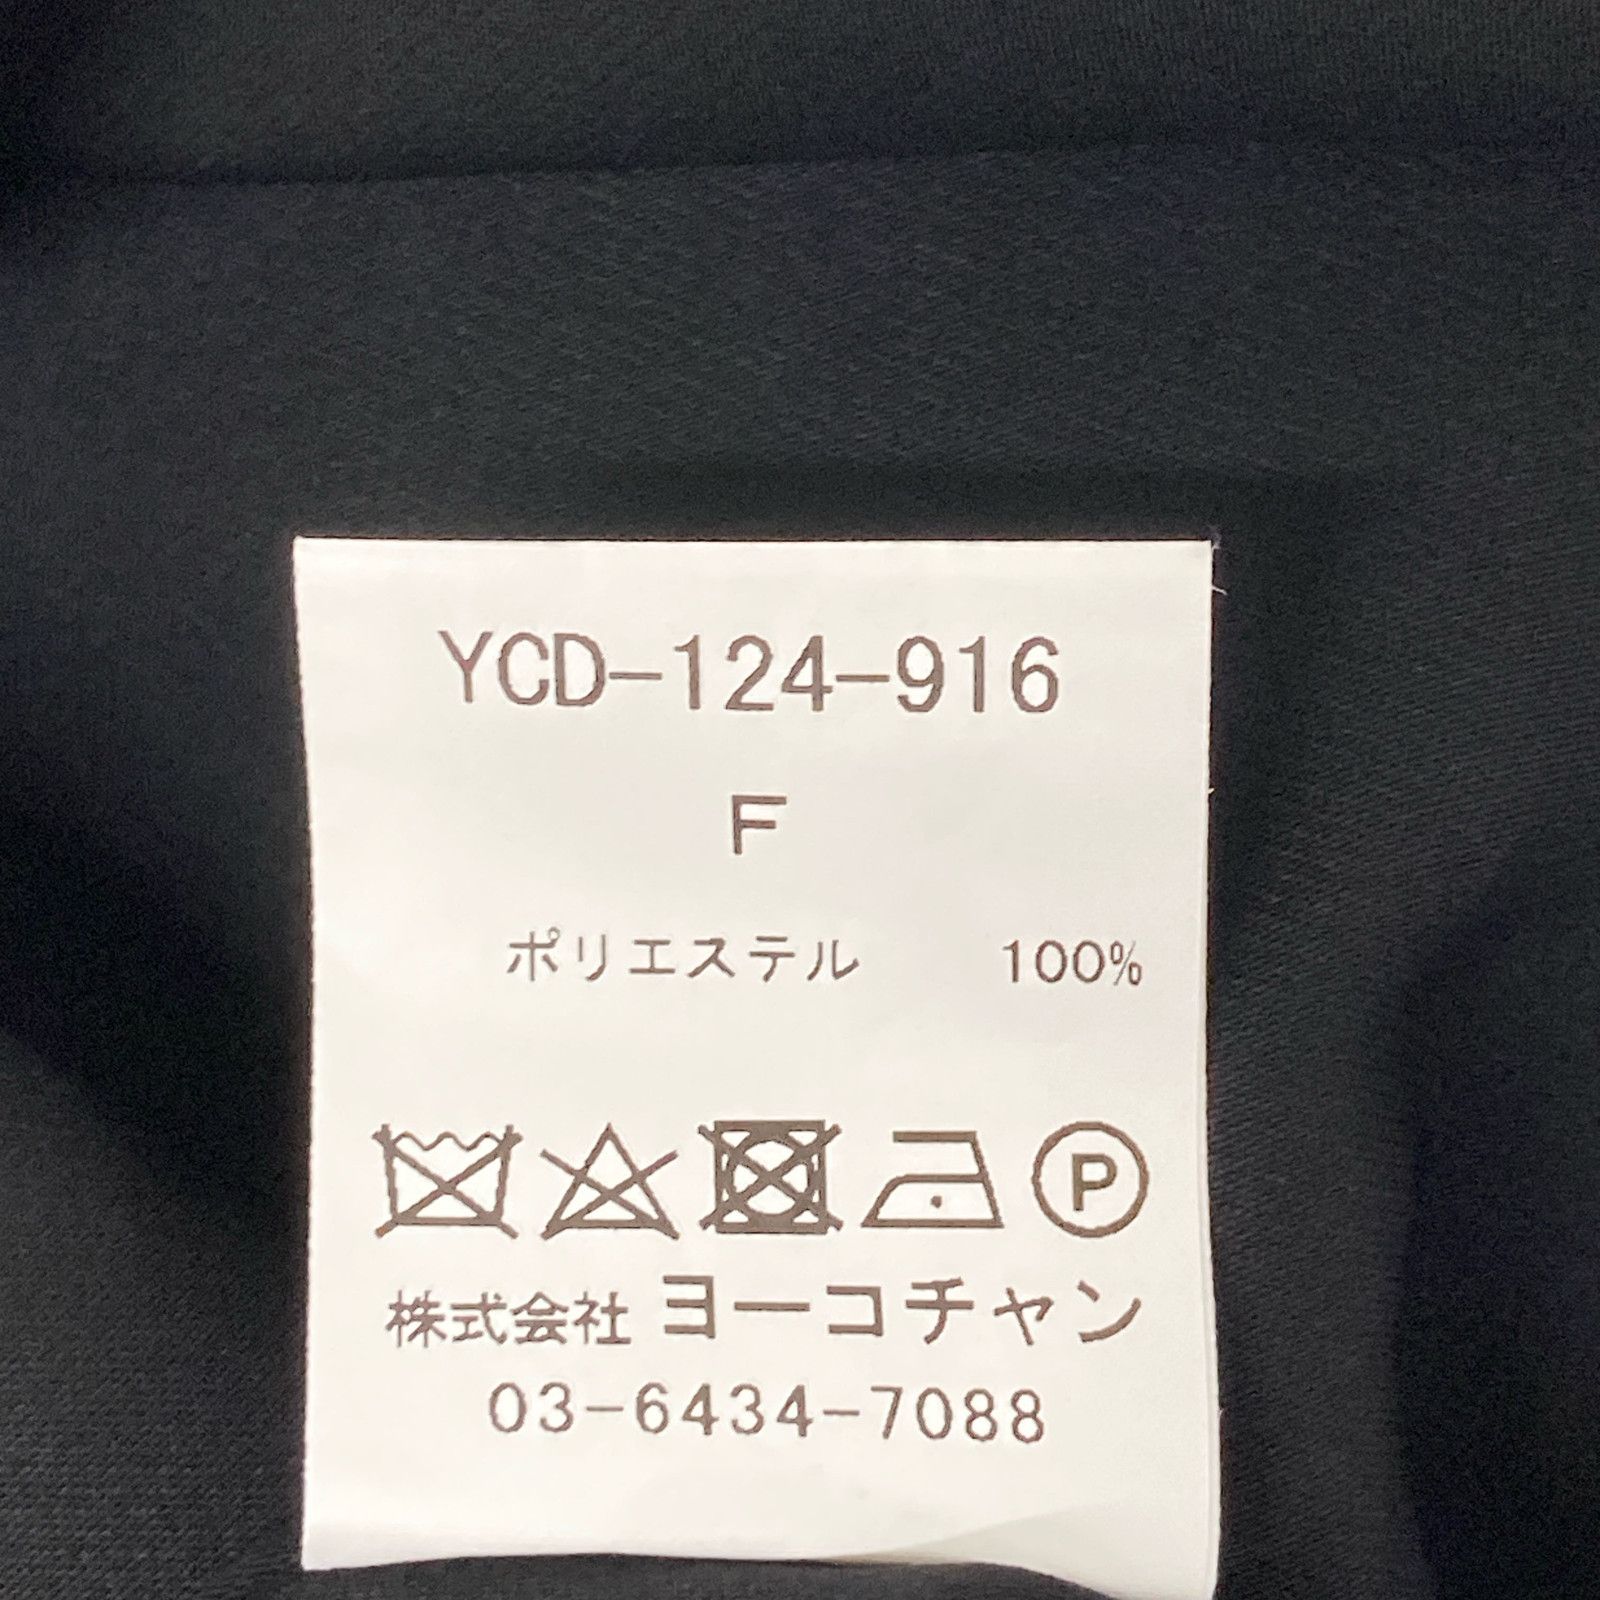 YCD-124-916
F
ポリエステル 100%
P
株式会社 ヨーコチャン
03-6434-7088